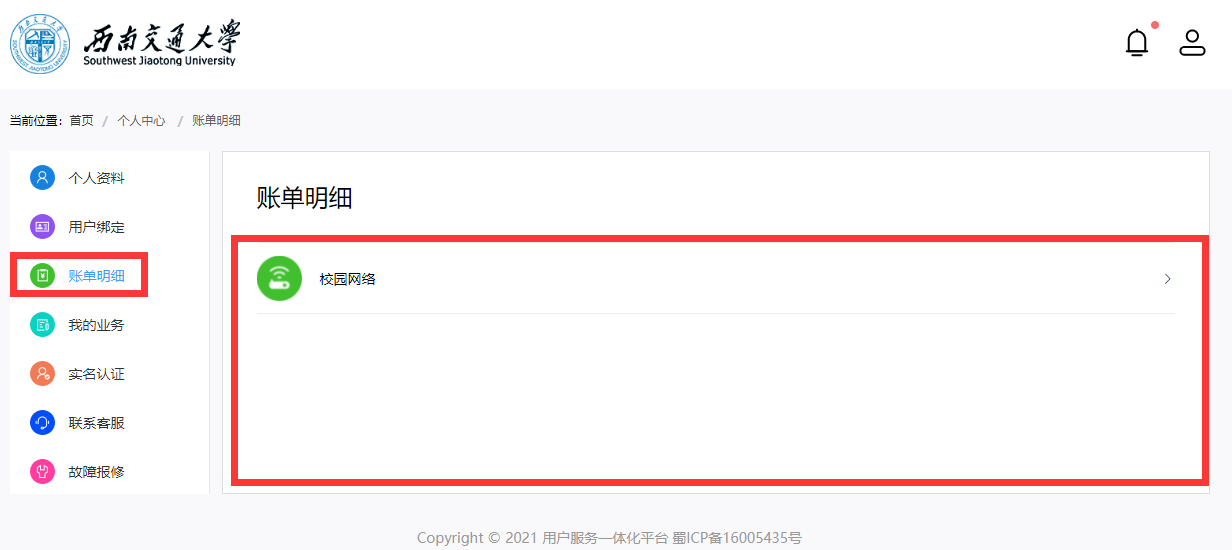 西南交通大学
Southwest Jiaotong University
当前位置：首页 / 个人中心 / 账单明细
个人资料
用户绑定
账单明细
我的业务
实名认证
联系客服
故障报修
账单明细
校园网络
Copyright © 2021 用户服务一体化平台 蜀ICP备16005435号